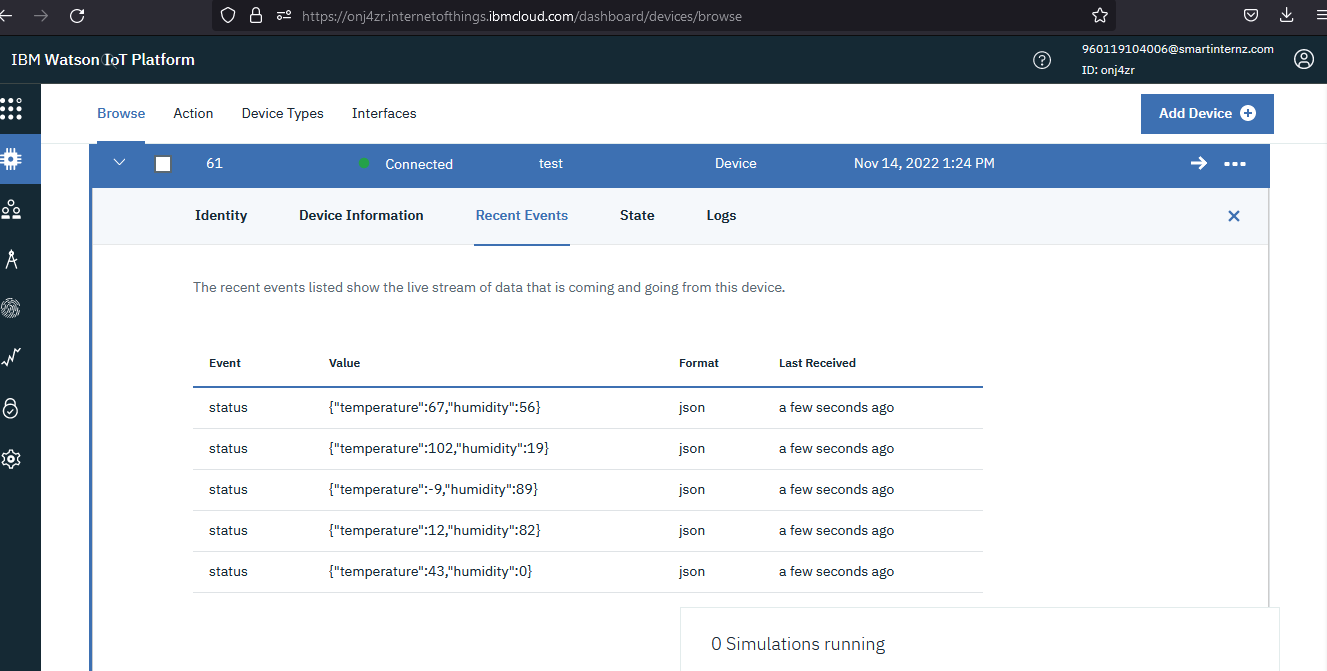 https://onj4zr.internetofthings.ibmcloud.com/dashboard/devices/browse
IBM Watson IoT Platform
960119104006@smartinternz.com
ID: onj4zr
Browse Action Device Types Interfaces Add Device
61 Connected test Device Nov 14, 2022 1:24 PM
Identity Device Information Recent Events State Logs
The recent events listed show the live stream of data that is coming and going from this device.
Event Value Format Last Received
status {"temperature":67,"humidity":56} json a few seconds ago
status {"temperature":102,"humidity":19} json a few seconds ago
status {"temperature":-9,"humidity":89} json a few seconds ago
status {"temperature":12,"humidity":82} json a few seconds ago
status {"temperature":43,"humidity":0} json a few seconds ago
0 Simulations running